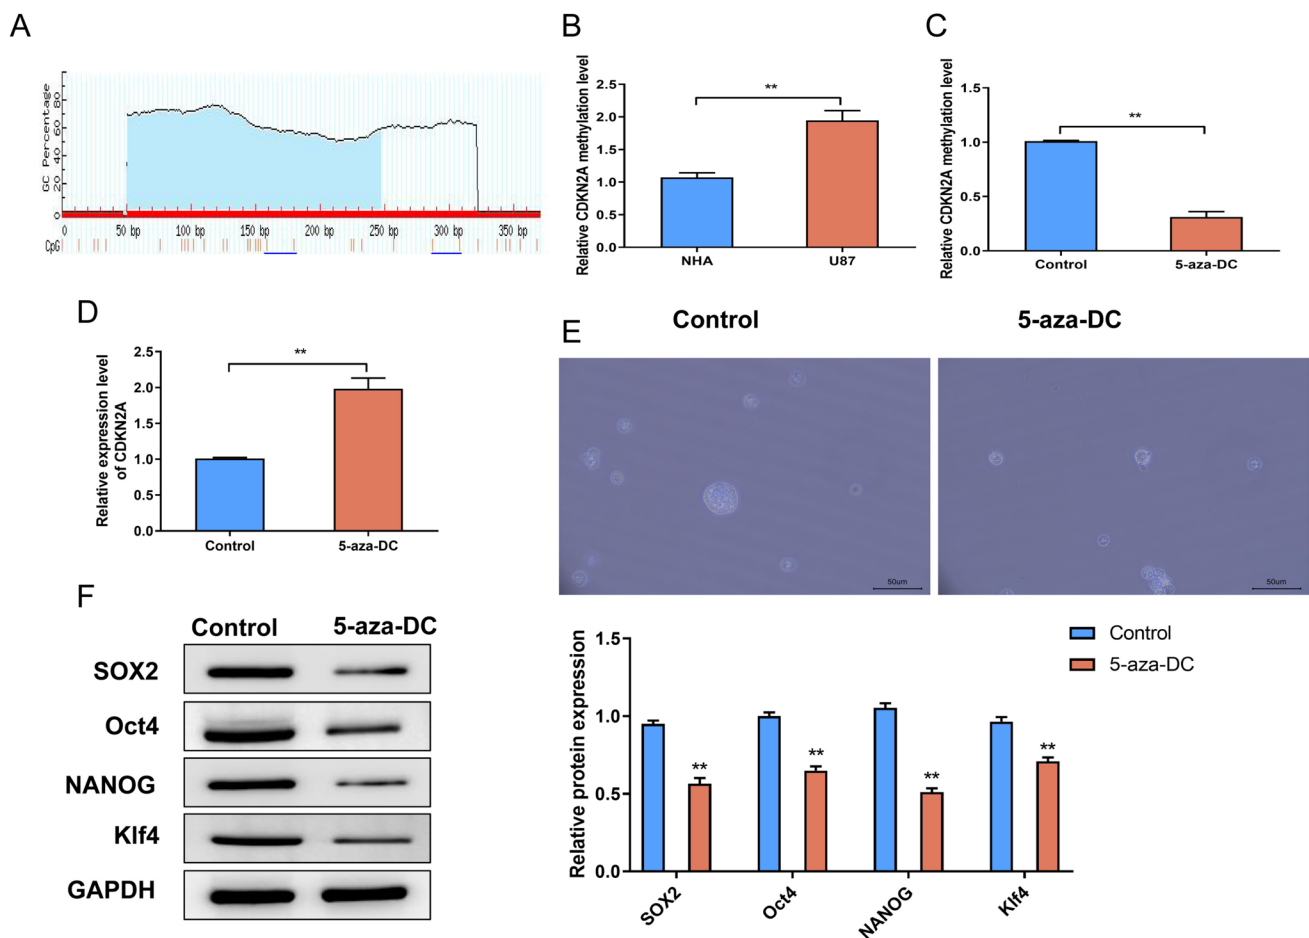 A
GC Percentage
0 20 40 60 80
0 50 bp 100 bp 150 bp 200 bp 250 bp 300 bp 350 bp
CpG
B
Relative CDKN2A methylation level
2.5
2.0
1.5
1.0
0.5
0.0
**
NHA U87
C
Relative CDKN2A methylation level
1.5
1.0
0.5
0.0
**
Control 5-aza-DC
D
Relative expression level
of CDKN2A
2.5
2.0
1.5
1.0
0.5
0.0
**
Control 5-aza-DC
E
Control 5-aza-DC
50um 50um
F
Control 5-aza-DC
SOX2
Oct4
NANOG
Klf4
GAPDH
Relative protein expression
1.5
1.0
0.5
0.0
Control
5-aza-DC
** ** ** **
SOX2 Oct4 NANOG Klf4